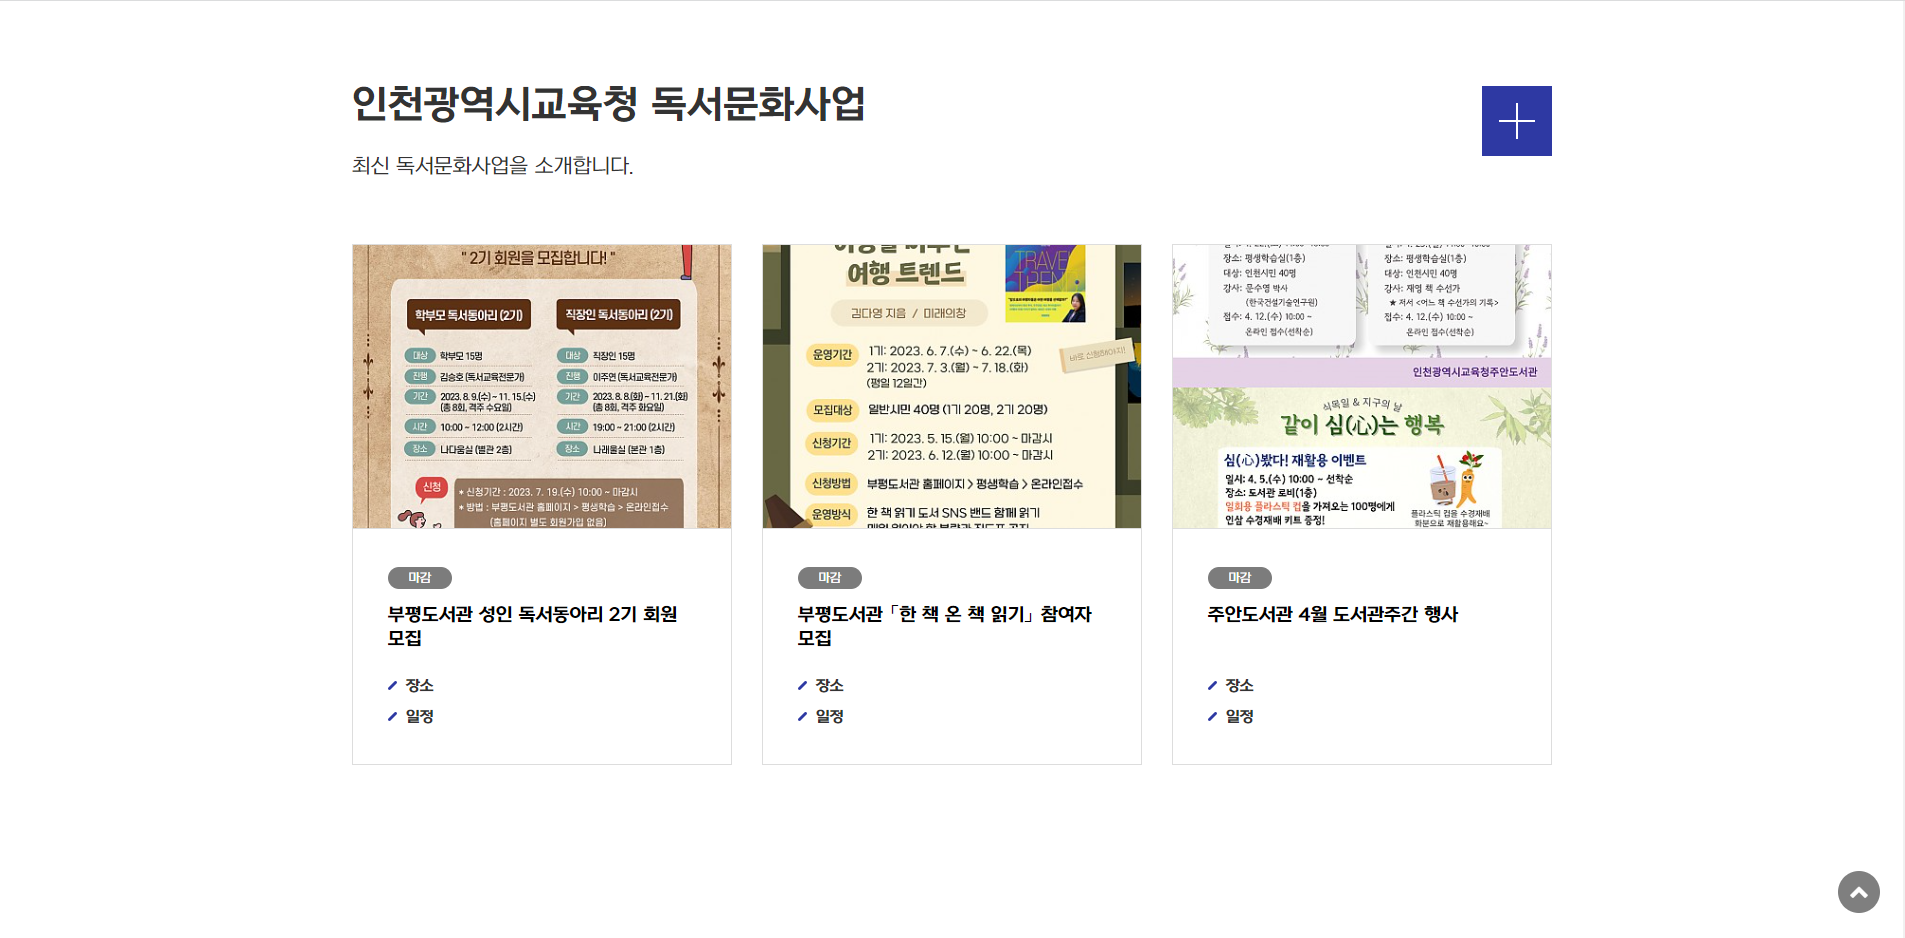 인천광역시교육청 독서문화사업
최신 독서문화사업을 소개합니다.
" 2기 회원을 모집합니다! "
학부모 독서동아리 (2기)
대상 학부모 15명
진행 김승호 (독서교육전문가)
기간 2023. 8. 9.(수) ~ 11. 15.(수)
(총 8회, 격주 수요일)
시간 10:00 ~ 12:00 (2시간)
장소 나다움실 (별관 2층)
직장인 독서동아리 (2기)
대상 직장인 15명
진행 이주연 (독서교육전문가)
기간 2023. 8. 8.(화) ~ 11. 21.(화)
(총 8회, 격주 화요일)
시간 19:00 ~ 21:00 (2시간)
장소 나래울실 (본관 1층)
신청
* 신청기간 : 2023. 7. 19.(수) 10:00 ~ 마감시
* 방법 : 부평도서관 홈페이지 > 평생학습 > 온라인접수
(홈페이지 별도 회원가입 없음)
마감
부평도서관 성인 독서동아리 2기 회원
모집
장소
일정
여행 트렌드
김다영 지음 / 미래의창
TRAVEL
TREND
운영기간 1기: 2023. 6. 7.(수) ~ 6. 22.(목)
2기: 2023. 7. 3.(월) ~ 7. 18.(화)
(평일 12일간)
바로 신청해야지!
모집대상 일반시민 40명 (1기 20명, 2기 20명)
신청기간 1기: 2023. 5. 15.(월) 10:00 ~ 마감시
2기: 2023. 6. 12.(월) 10:00 ~ 마감시
신청방법 부평도서관 홈페이지 > 평생학습 > 온라인접수
운영방식 한 책 읽기 도서 SNS 밴드 함께 읽기
마감
부평도서관 「한 책 온 책 읽기」 참여자
모집
장소
일정
장소: 평생학습실(1층)
대상: 인천시민 40명
강사: 문수영 박사
(한국건설기술연구원)
접수: 4. 12.(수) 10:00 ~
온라인 접수(선착순)
장소: 평생학습실(1층)
대상: 인천시민 40명
강사: 재영 책 수선가
★ 저서 <어느 책 수선가의 기록>
접수: 4. 12.(수) 10:00 ~
온라인 접수(선착순)
인천광역시교육청주안도서관
식목일 & 지구의 날
같이 심(心)는 행복
심(心)봤다! 재활용 이벤트
일시: 4. 5.(수) 10:00 ~ 선착순
장소: 도서관 로비(1층)
일회용 플라스틱 컵을 가져오는 100명에게
인삼 수경재배 키트 증정!
플라스틱 컵을 수경재배
화분으로 재활용해요~
마감
주안도서관 4월 도서관주간 행사
장소
일정